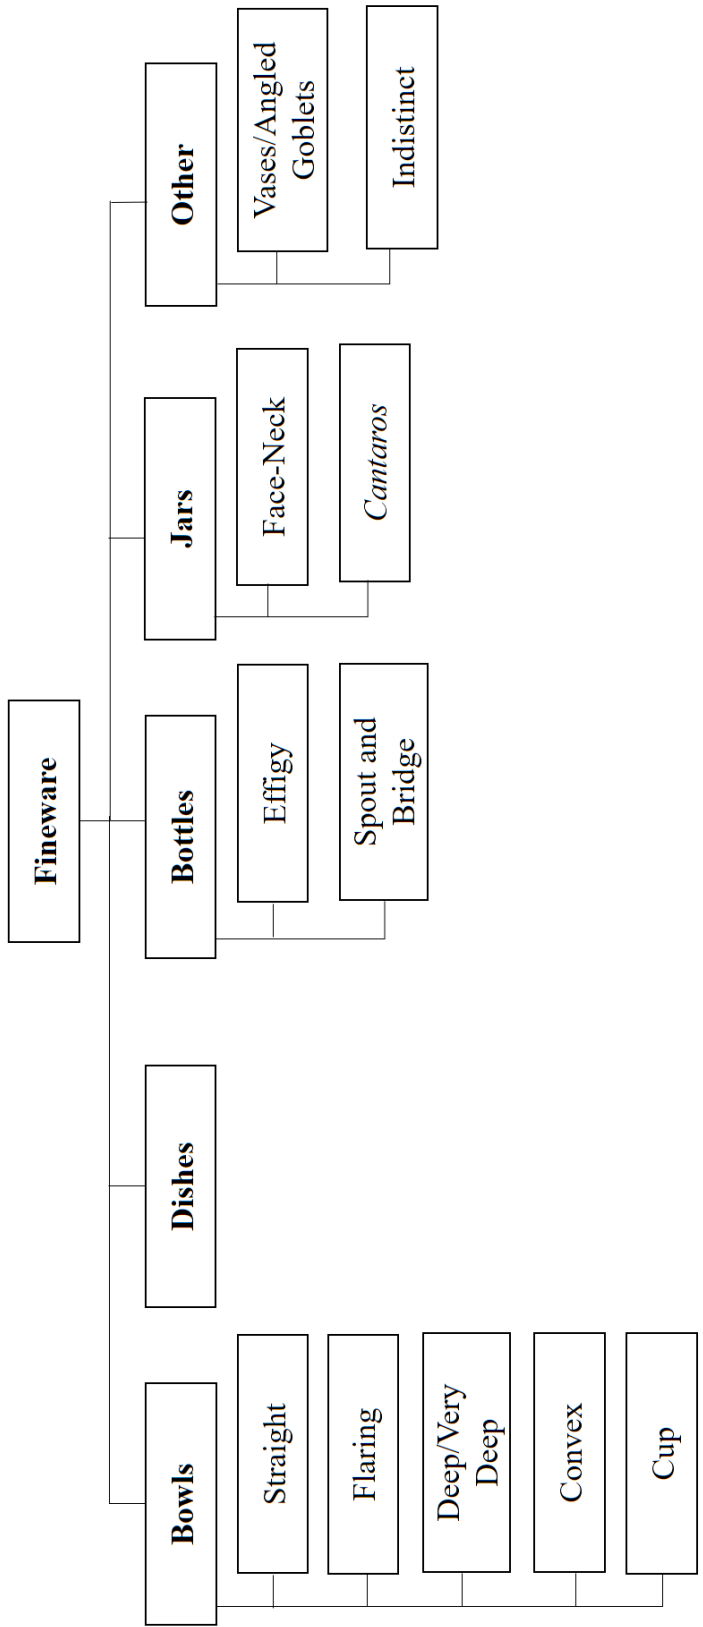 Fineware
Bowls
Straight
Flaring
Deep/Very
Deep
Convex
Cup
Dishes
Bottles
Effigy
Spout and
Bridge
Jars
Face-Neck
Cantaros
Other
Vases/Angled
Goblets
Indistinct